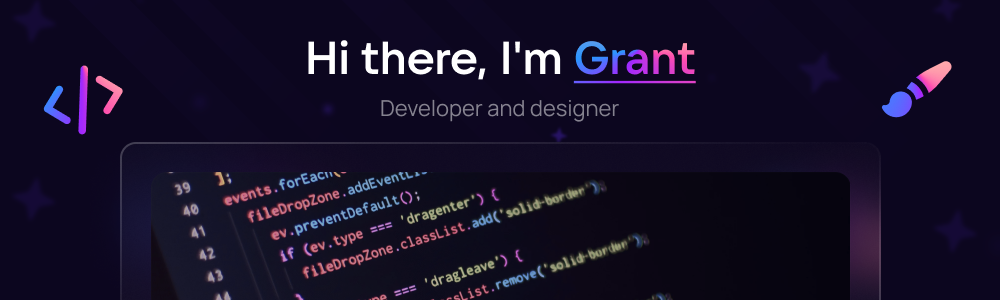 Hi there, I'm Grant
Developer and designer
39 ];
40 events.forEach(
41 fileDropZone.addEventLis
42 ev.preventDefault();
43 if (ev.type === 'dragenter') {
44 fileDropZone.classList.add('solid-border');
}
=== 'dragleave') {
classList.remove('solid-border');